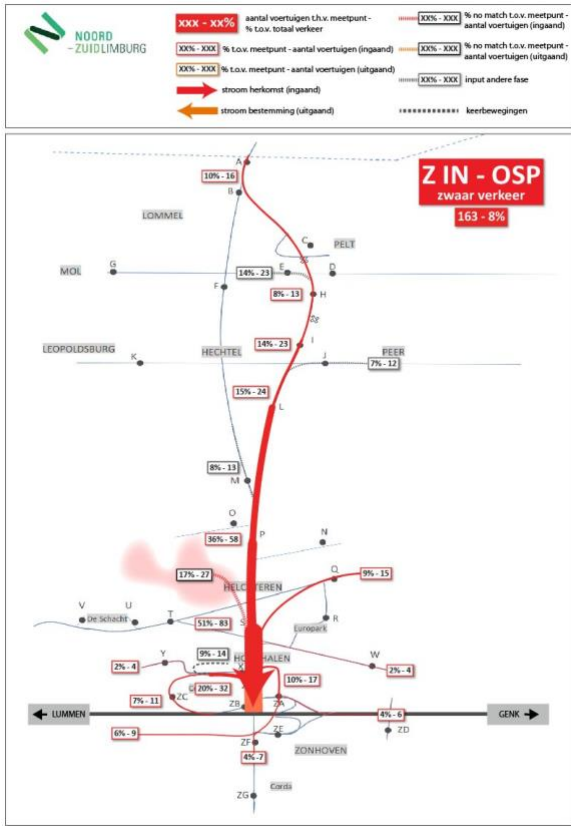 NOORD
-ZUIDLIMBURG
xxx - xx%
aantal voertuigen t.h.v. meetpunt -
% t.o.v. totaal verkeer
XX% - XXX
% t.o.v. meetpunt - aantal voertuigen (ingaand)
XX% - XXX
% t.o.v. meetpunt - aantal voertuigen (uitgaand)
stroom herkomst (ingaand)
stroom bestemming (uitgaand)
XX% - XXX
% no match t.o.v. meetpunt -
aantal voertuigen (ingaand)
XX% - XXX
% no match t.o.v. meetpunt -
aantal voertuigen (uitgaand)
XX% - XXX
input andere fase
keerbewegingen
Z IN - OSP
zwaar verkeer
163 - 8%
A
10% - 16
B
LOMMEL
C
PELT
MOL
G
14% - 23
E
D
F
8% - 13
H
14% - 23
I
LEOPOLDSBURG
K
HECHTEL
J
PEER
7% - 12
15% - 24
L
8% - 13
M
O
36% - 58
P
N
17% - 27
Q
9% - 15
V
U
De Schacht
T
51% - 83
S
R
Europark
Y
9% - 14
W
2% - 4
2% - 4
20% - 32
10% - 17
7% - 11
ZC
ZB
ZA
LUMMEN
4% - 6
GENK
6% - 9
ZE
ZD
ZF
ZONHOVEN
4% - 7
Corda
ZG